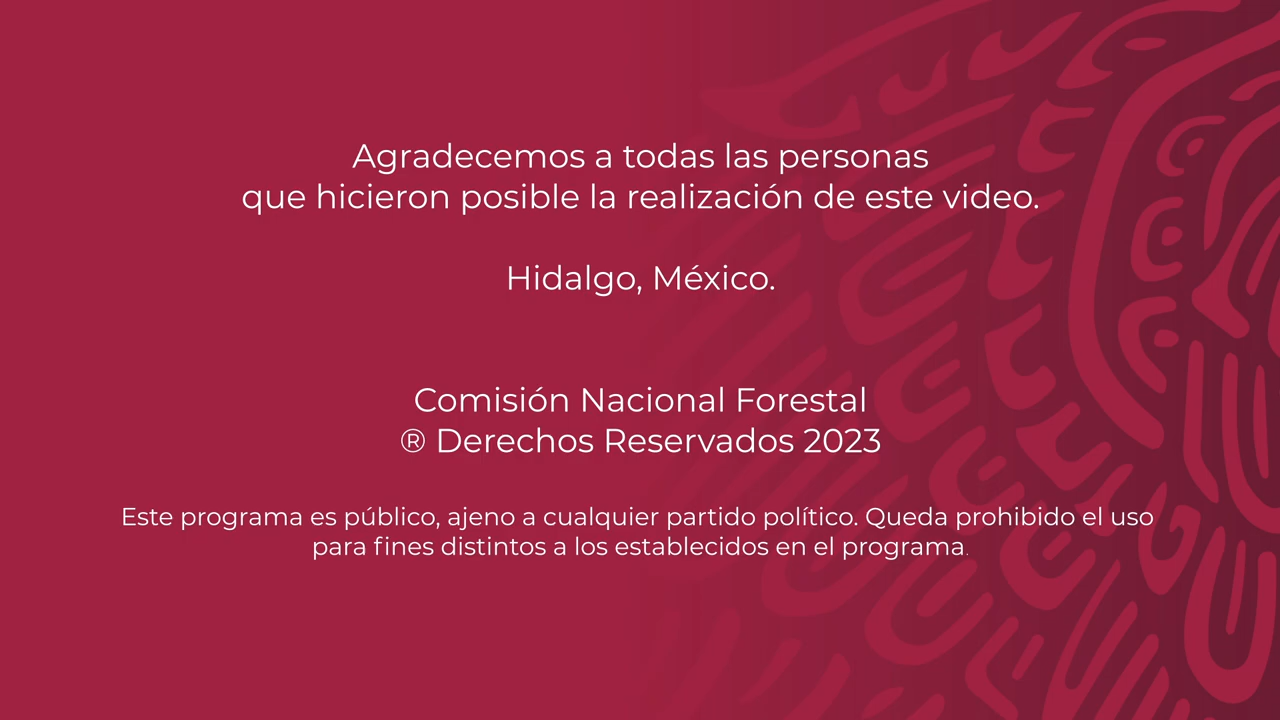 Agradecemos a todas las personas
que hicieron posible la realización de este video.
Hidalgo, México.
Comisión Nacional Forestal
® Derechos Reservados 2023
Este programa es público, ajeno a cualquier partido político. Queda prohibido el uso
para fines distintos a los establecidos en el programa.